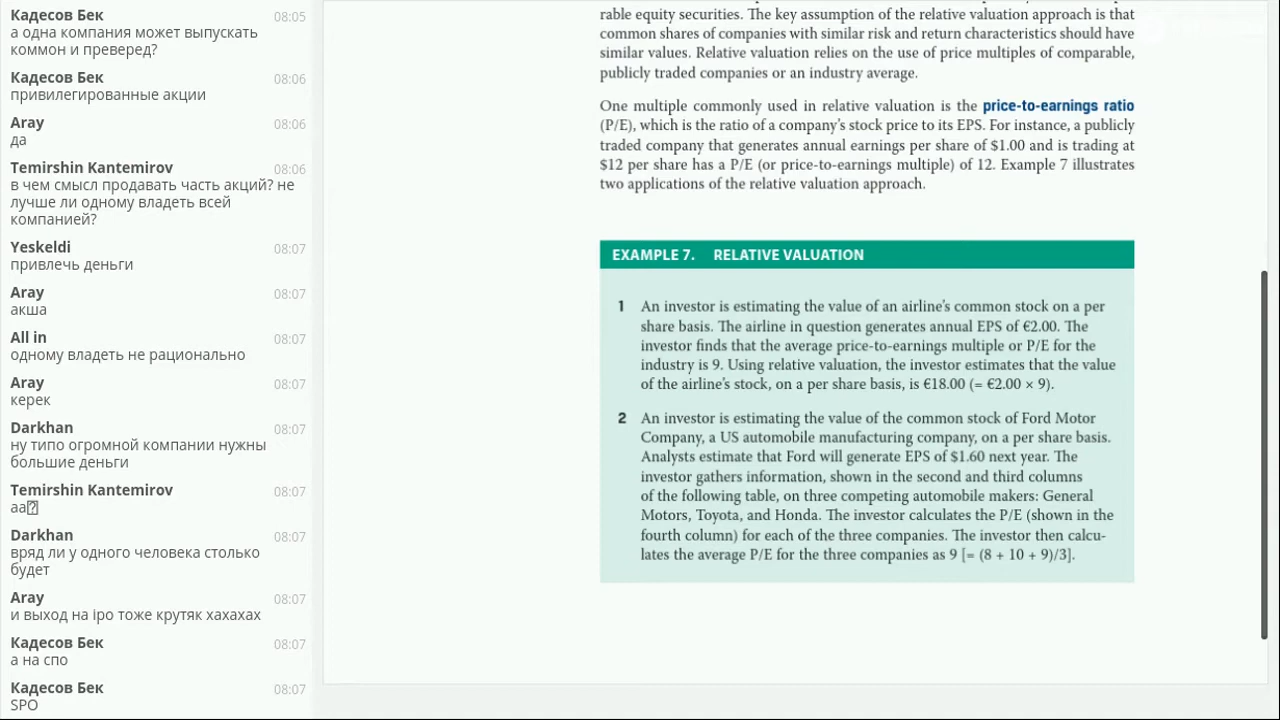 Кадесов Бек 08:05
а одна компания может выпускать
коммон и преверед?
Кадесов Бек 08:06
привилегированные акции
Aray 08:06
да
Temirshin Kantemirov 08:06
в чем смысл продавать часть акций? не
лучше ли одному владеть всей
компанией?
Yeskeldi 08:07
привлечь деньги
Aray 08:07
акша
All in 08:07
одному владеть не рационально
Aray 08:07
керек
Darkhan 08:07
ну типо огромной компании нужны
большие деньги
Temirshin Kantemirov 08:07
аа
Darkhan 08:07
вряд ли у одного человека столько
будет
Aray 08:07
и выход на ipo тоже крутяк хахахах
Кадесов Бек 08:07
а на спо
Кадесов Бек 08:07
SPO
rable equity securities. The key assumption of the relative valuation approach is that
common shares of companies with similar risk and return characteristics should have
similar values. Relative valuation relies on the use of price multiples of comparable,
publicly traded companies or an industry average.
One multiple commonly used in relative valuation is the price-to-earnings ratio
(P/E), which is the ratio of a company's stock price to its EPS. For instance, a publicly
traded company that generates annual earnings per share of $1.00 and is trading at
$12 per share has a P/E (or price-to-earnings multiple) of 12. Example 7 illustrates
two applications of the relative valuation approach.
EXAMPLE 7. RELATIVE VALUATION
1 An investor is estimating the value of an airline's common stock on a per
share basis. The airline in question generates annual EPS of €2.00. The
investor finds that the average price-to-earnings multiple or P/E for the
industry is 9. Using relative valuation, the investor estimates that the value
of the airline's stock, on a per share basis, is €18.00 (= €2.00 × 9).
2 An investor is estimating the value of the common stock of Ford Motor
Company, a US automobile manufacturing company, on a per share basis.
Analysts estimate that Ford will generate EPS of $1.60 next year. The
investor gathers information, shown in the second and third columns
of the following table, on three competing automobile makers: General
Motors, Toyota, and Honda. The investor calculates the P/E (shown in the
fourth column) for each of the three companies. The investor then calcu-
lates the average P/E for the three companies as 9 [= (8 + 10 + 9)/3].